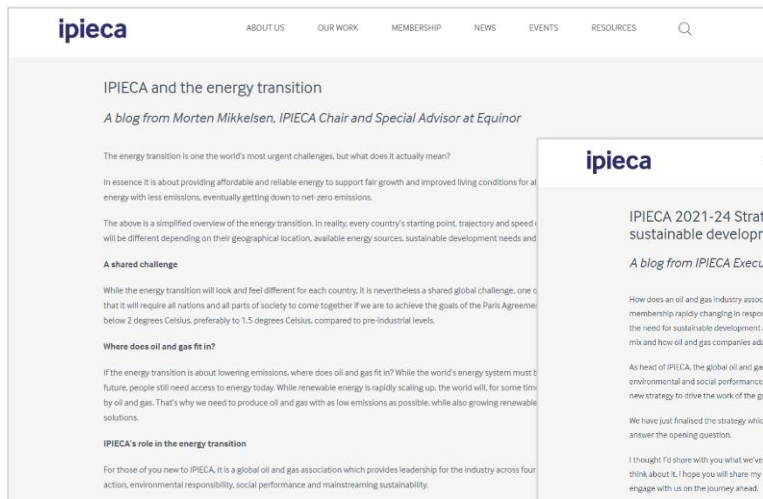 ipieca
ABOUT US OUR WORK MEMBERSHIP NEWS EVENTS RESOURCES
IPIECA and the energy transition
A blog from Morten Mikkelsen, IPIECA Chair and Special Advisor at Equinor
The energy transition is one the world's most urgent challenges, but what does it actually mean?
In essence it is about providing affordable and reliable energy to support fair growth and improved living conditions for al
energy with less emissions, eventually getting down to net-zero emissions.
The above is a simplified overview of the energy transition. In reality, every country's starting point, trajectory and speed
will be different depending on their geographical location, available energy sources, sustainable development needs and
A shared challenge
While the energy transition will look and feel different for each country, it is nevertheless a shared global challenge, one
that it will require all nations and all parts of society to come together if we are to achieve the goals of the Paris Agreeme
below 2 degrees Celsius, preferably to 1.5 degrees Celsius, compared to pre-industrial levels.
Where does oil and gas fit in?
If the energy transition is about lowering emissions, where does oil and gas fit in? While the world's energy system must
future, people still need access to energy today. While renewable energy is rapidly scaling up, the world will, for some tim
by oil and gas. That's why we need to produce oil and gas with as low emissions as possible, while also growing renewable
solutions.
IPIECA's role in the energy transition
For those of you new to IPIECA, it is a global oil and gas association which provides leadership for the industry across four
action, environmental responsibility, social performance and mainstreaming sustainability.
ipieca
IPIECA 2021-24 Strat
sustainable developm
A blog from IPIECA Execu
How does an oil and gas industry assoc
membership rapidly changing in respon
the need for sustainable development
mix and how oil and gas companies ada
As head of IPIECA, the global oil and gas
environmental and social performance
new strategy to drive the work of the
We have just finalised the strategy whic
answer the opening question.
I thought I'd share with you what we've
think about it. I hope you will share my
engage with us on the journey ahead.